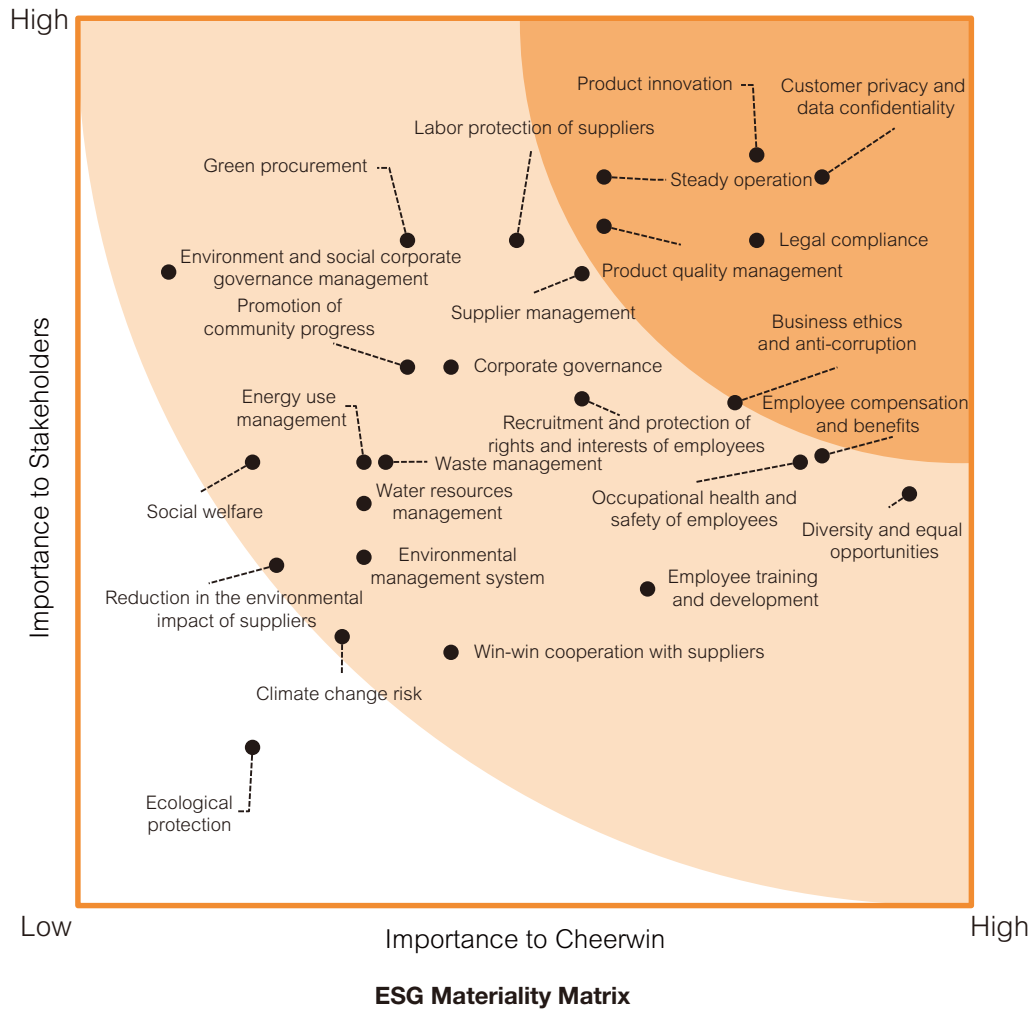 High
Product innovation
Customer privacy and
data confidentiality
Labor protection of suppliers
Green procurement
Steady operation
Legal compliance
Environment and social corporate
governance management
Product quality management
Promotion of
community progress
Supplier management
Business ethics
and anti-corruption
Corporate governance
Energy use
management
Employee compensation
and benefits
Recruitment and protection of
rights and interests of employees
Waste management
Water resources
management
Occupational health and
safety of employees
Social welfare
Diversity and equal
opportunities
Environmental
management system
Employee training
and development
Reduction in the environmental
impact of suppliers
Win-win cooperation with suppliers
Climate change risk
Ecological
protection
Importance to Stakeholders
Low
High
Importance to Cheerwin
ESG Materiality Matrix